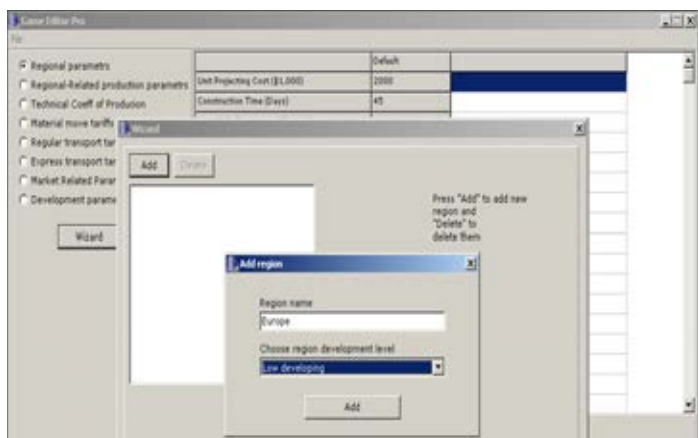 Game Editor Pro
File
Regional parametrs
Regional-Related production parametrs
Technical Coeff of Producion
Material move tariffs
Regular transport tar
Express transport tar
Market Related Parar
Development parame
Wizard
Default
Unit Projecting Cost ($1,000) 2000
Construction Time (Days) 45
Wizard
Add Delete
Press "Add" to add new
region and
"Delete" to
delete them
Add region
Region name
Europe
Choose region development level
Low developing
Add